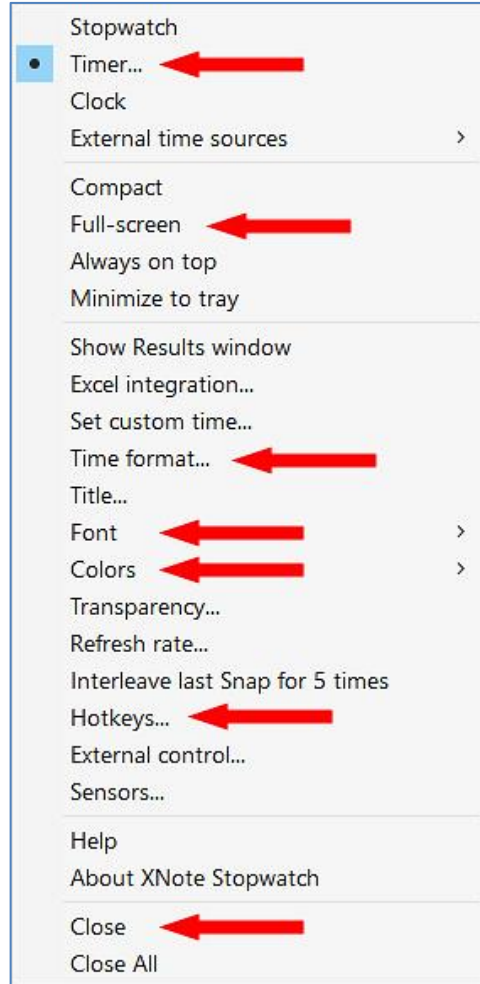 Stopwatch
Timer...
Clock
External time sources
Compact
Full-screen
Always on top
Minimize to tray
Show Results window
Excel integration...
Set custom time...
Time format...
Title...
Font
Colors
Transparency...
Refresh rate...
Interleave last Snap for 5 times
Hotkeys...
External control...
Sensors...
Help
About XNote Stopwatch
Close
Close All